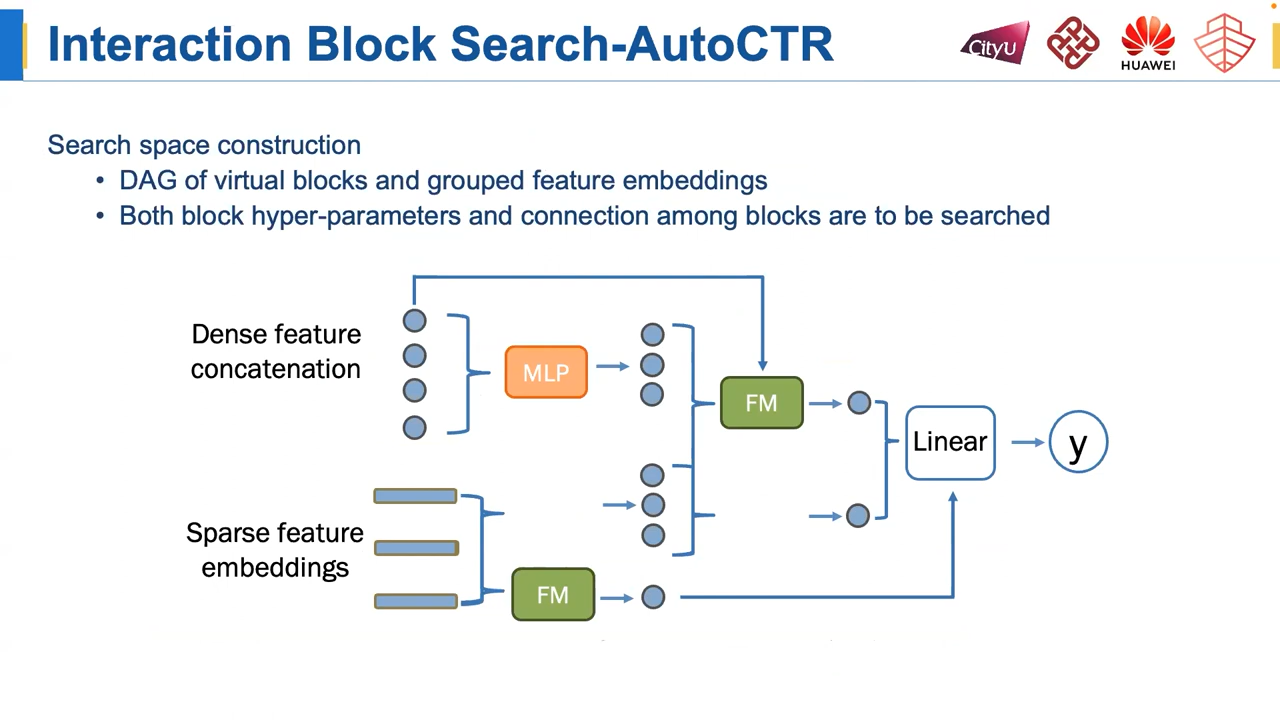 Interaction Block Search-AutoCTR
CityU
HUAWEI
Search space construction
• DAG of virtual blocks and grouped feature embeddings
• Both block hyper-parameters and connection among blocks are to be searched
Dense feature
concatenation
MLP
FM
Linear
y
Sparse feature
embeddings
FM